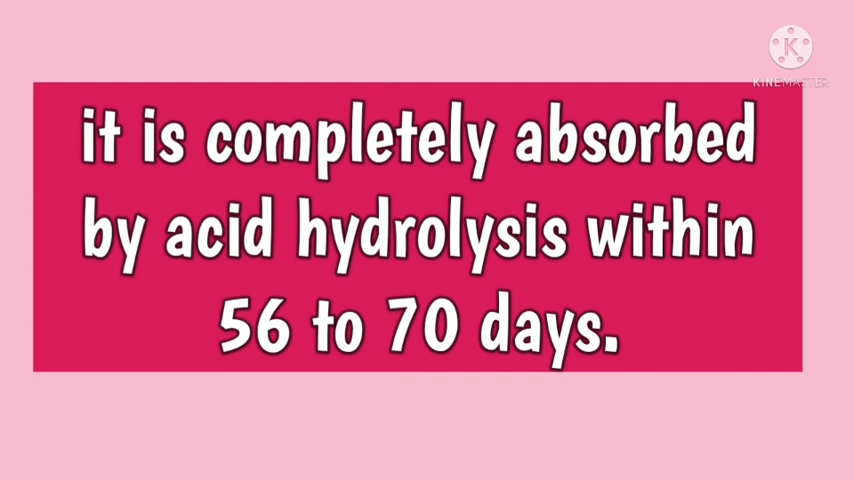 K
KINEMASTER
it is completely absorbed
by acid hydrolysis within
56 to 70 days.